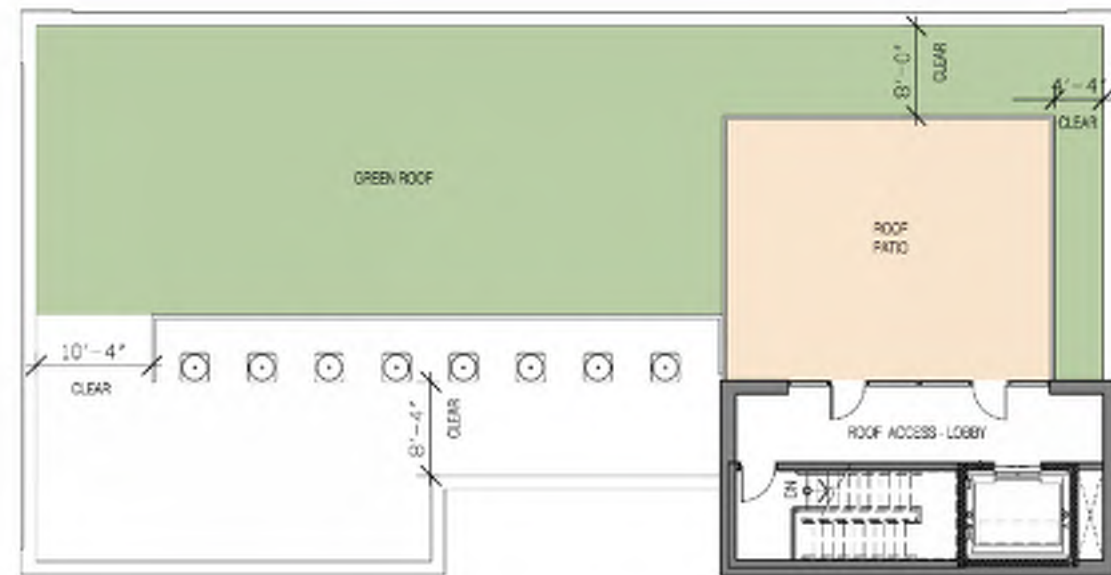 8'-0"
CLEAR
4'-4"
CLEAR
GREEN ROOF
ROOF
PATIO
10'-4"
CLEAR
8'-4"
CLEAR
ROOF ACCESS - LOBBY
DN